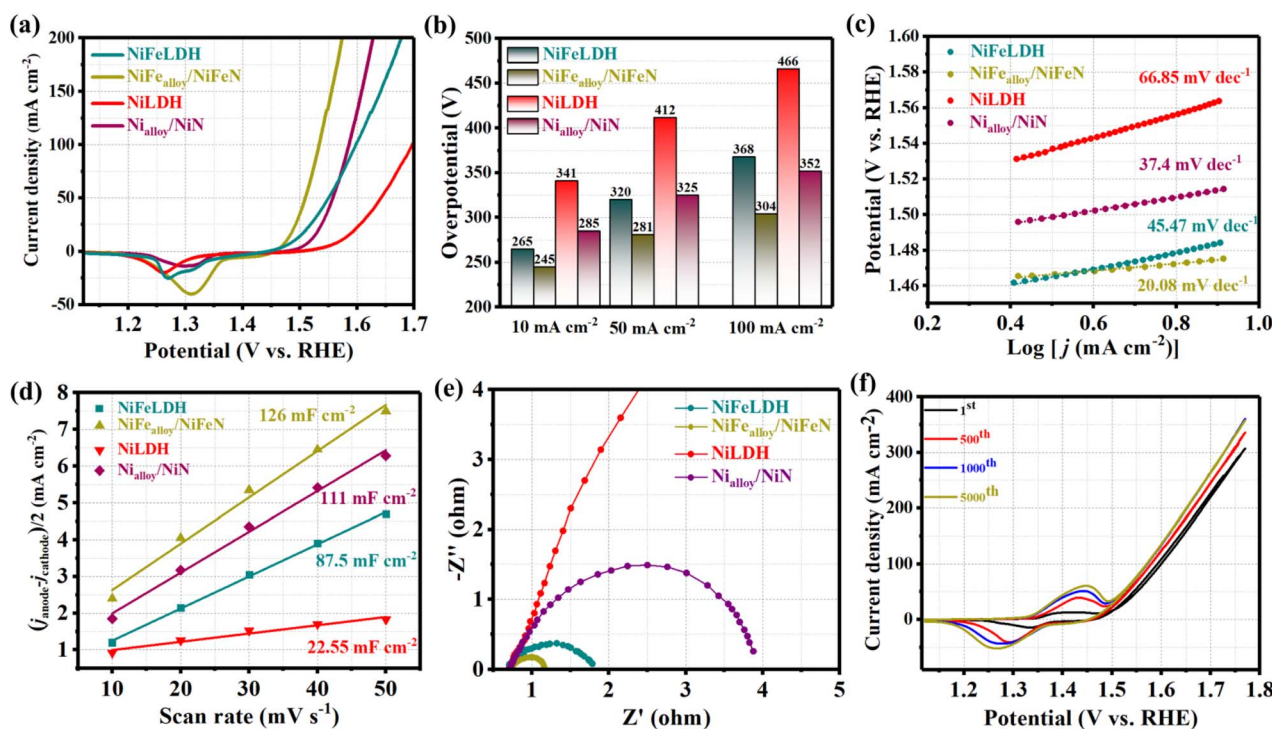 (a)
200
150
100
50
0
-50
1.2 1.3 1.4 1.5 1.6 1.7
Current density (mA cm⁻²)
Potential (V vs. RHE)
NiFeLDH
NiFealloy/NiFeN
NiLDH
Nialloy/NiN
(b)
500
450
400
350
300
250
200
Overpotential (V)
NiFeLDH
NiFealloy/NiFeN
NiLDH
Nialloy/NiN
265 245 341 285
320 281 412 325
368 304 466 352
10 mA cm⁻² 50 mA cm⁻² 100 mA cm⁻²
(c)
1.60
1.56
1.52
1.48
1.46
0.2 0.4 0.6 0.8 1.0
Potential (V vs. RHE)
Log [ j (mA cm⁻²)]
NiFeLDH
NiFealloy/NiFeN
NiLDH
Nialloy/NiN
66.85 mV dec⁻¹
37.4 mV dec⁻¹
45.47 mV dec⁻¹
20.08 mV dec⁻¹
1.50
(d)
8
7
6
5
4
3
2
1
10 20 30 40 50
(janode-jcathode)/2 (mA cm⁻²)
Scan rate (mV s⁻¹)
NiFeLDH
NiFealloy/NiFeN
NiLDH
Nialloy/NiN
126 mF cm⁻²
111 mF cm⁻²
87.5 mF cm⁻²
22.55 mF cm⁻²
(e)
4
3
2
1
0
1 2 3 4 5
-Z'' (ohm)
Z' (ohm)
NiFeLDH
NiFealloy/NiFeN
NiLDH
Nialloy/NiN
(f)
400
300
200
100
0
1.2 1.3 1.4 1.5 1.6 1.7 1.8
Current density (mA cm⁻²)
Potential (V vs. RHE)
1st
500th
1000th
5000th